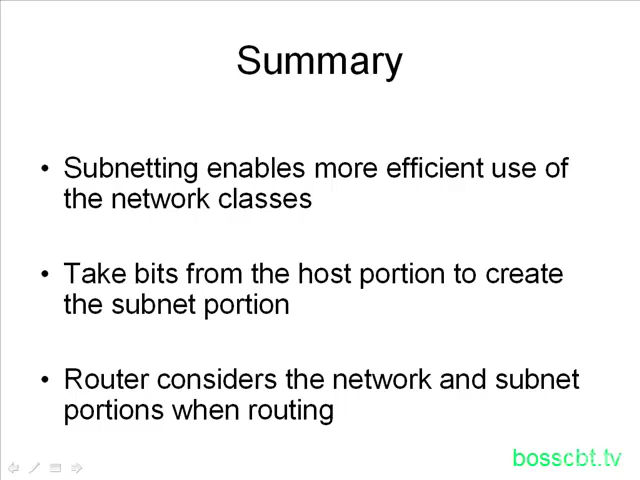 Summary
• Subnetting enables more efficient use of
the network classes
• Take bits from the host portion to create
the subnet portion
• Router considers the network and subnet
portions when routing
bosscbt.tv